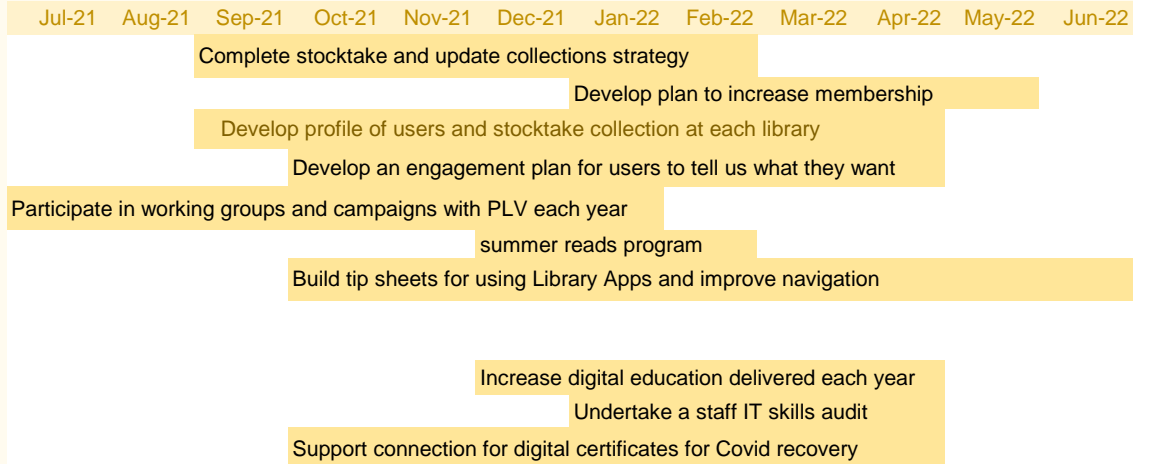 Jul-21 Aug-21 Sep-21 Oct-21 Nov-21 Dec-21 Jan-22 Feb-22 Mar-22 Apr-22 May-22 Jun-22
Complete stocktake and update collections strategy
Develop plan to increase membership
Develop profile of users and stocktake collection at each library
Develop an engagement plan for users to tell us what they want
Participate in working groups and campaigns with PLV each year
summer reads program
Build tip sheets for using Library Apps and improve navigation
Increase digital education delivered each year
Undertake a staff IT skills audit
Support connection for digital certificates for Covid recovery